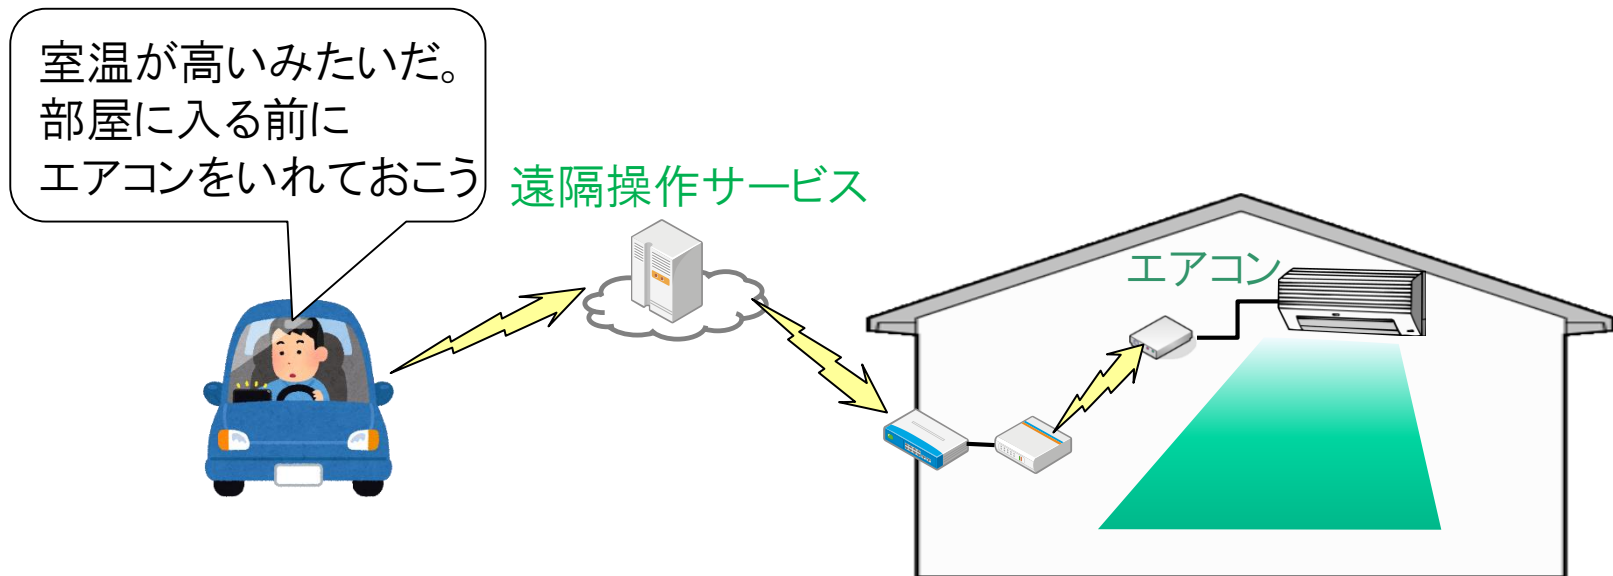 室温が高いみたいだ。
部屋に入る前に
エアコンをいれておこう
遠隔操作サービス
エアコン